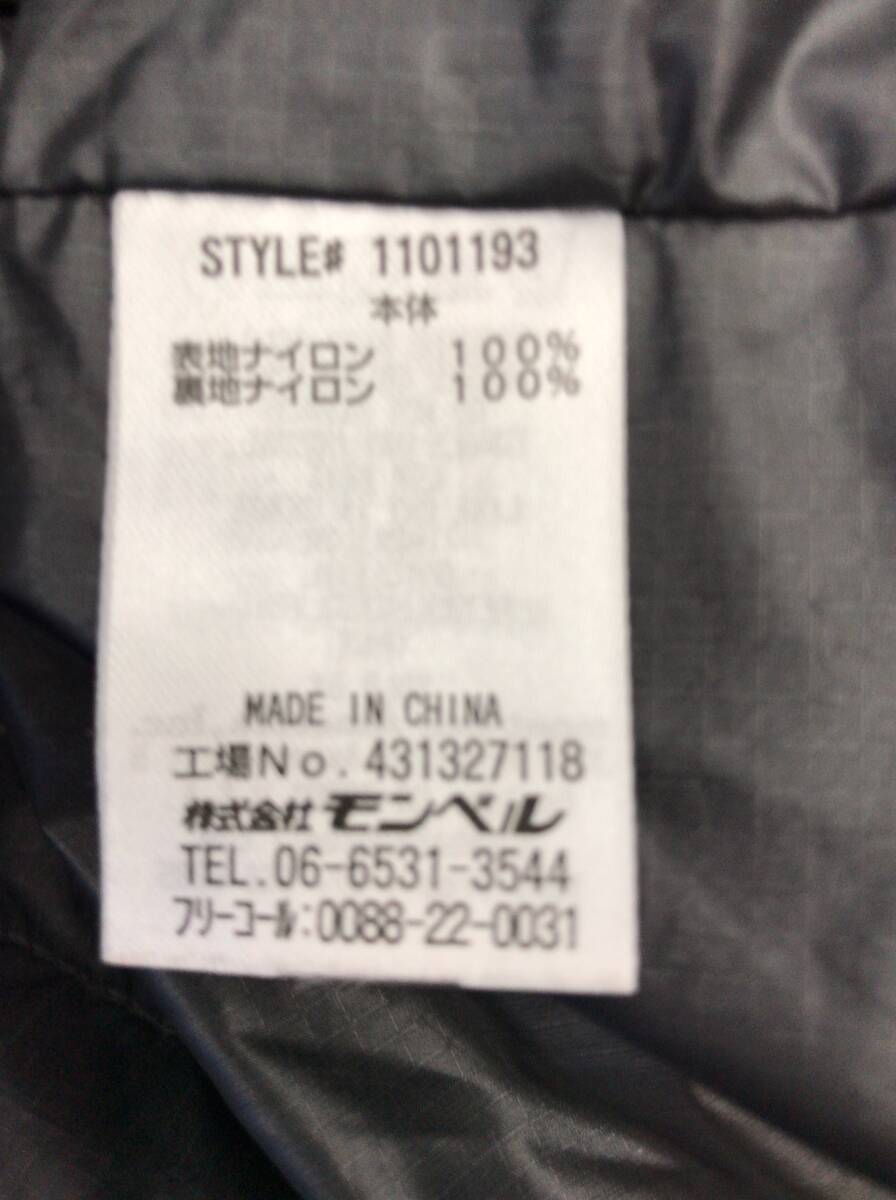 STYLE# 1101193
本体
表地ナイロン 100%
裏地ナイロン 100%
MADE IN CHINA
工場No.431327118
株式会社モンベル
TEL.06-6531-3544
フリーコール:0088-22-0031